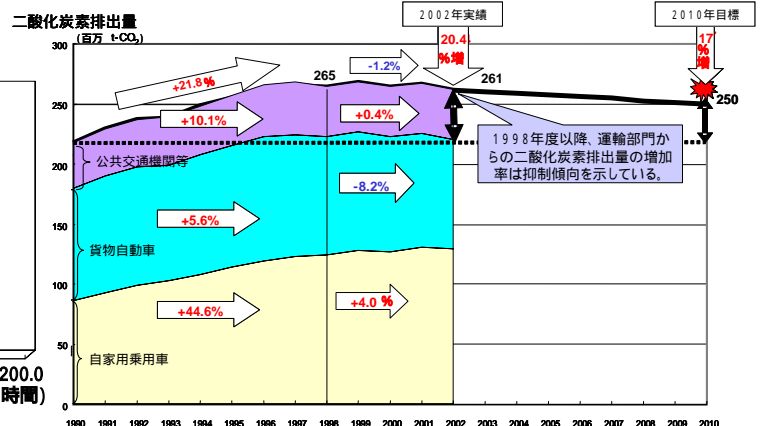 二酸化炭素排出量
(百万 t-CO₂)
2002年実績
2010年目標
20.4
%増
17
%増
+21.8%
-1.2%
265
261
250
+10.1%
+0.4%
1998年度以降、運輸部門か
らの二酸化炭素排出量の増加
率は抑制傾向を示している。
公共交通機関等
-8.2%
+5.6%
貨物自動車
+44.6%
+4.0 %
自家用乗用車
300
250
200
150
100
50
0
1990 1991 1992 1993 1994 1995 1996 1997 1998 1999 2000 2001 2002 2003 2004 2005 2006 2007 2008 2009 2010
200.0
時間)